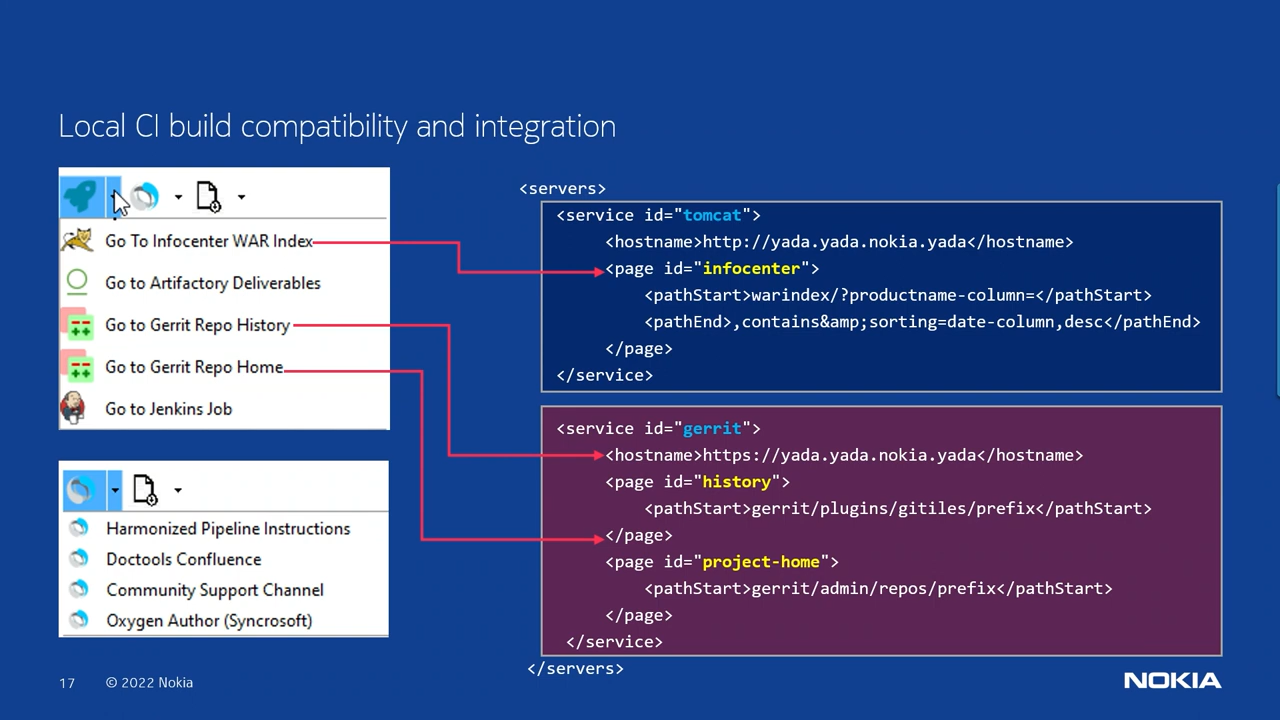 Local CI build compatibility and integration
Go To Infocenter WAR Index
Go to Artifactory Deliverables
Go to Gerrit Repo History
Go to Gerrit Repo Home
Go to Jenkins Job
Harmonized Pipeline Instructions
Doctools Confluence
Community Support Channel
Oxygen Author (Syncrosoft)
<servers>
<service id="tomcat">
<hostname>http://yada.yada.nokia.yada</hostname>
<page id="infocenter">
<pathStart>warindex/?productname-column=</pathStart>
<pathEnd>,contains&amp;sorting=date-column,desc</pathEnd>
</page>
</service>
<service id="gerrit">
<hostname>https://yada.yada.nokia.yada</hostname>
<page id="history">
<pathStart>gerrit/plugins/gitiles/prefix</pathStart>
</page>
<page id="project-home">
<pathStart>gerrit/admin/repos/prefix</pathStart>
</page>
</service>
</servers>
17 © 2022 Nokia
NOKIA